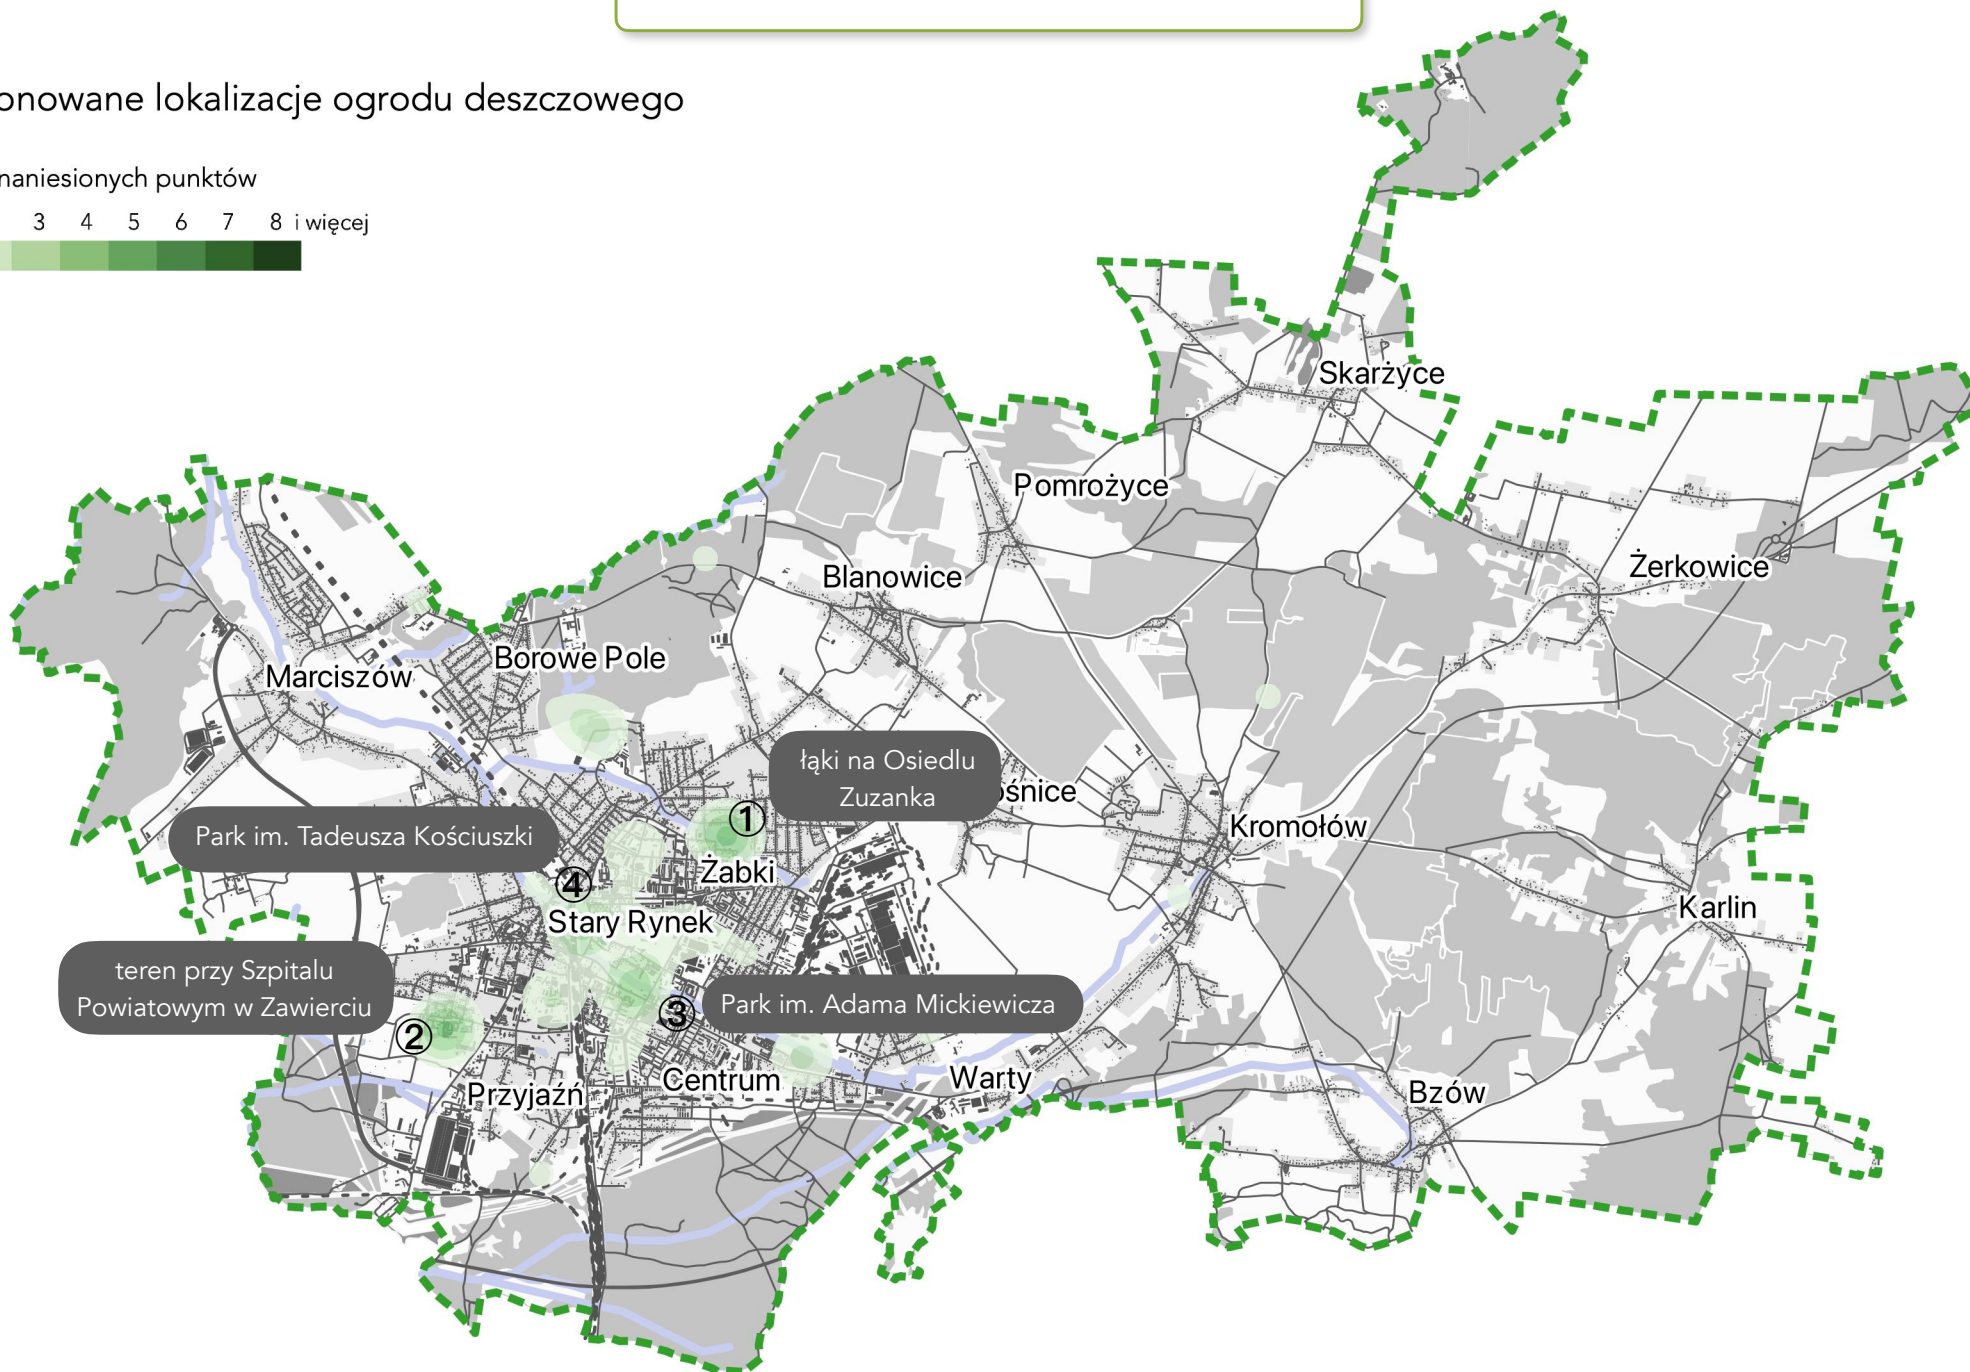 onowane lokalizacje ogrodu deszczowego
naniesionych punktów
3 4 5 6 7 8 i więcej
Skarżyce
Pomrożyce
Żerkowice
Blanowice
Borowe Pole
Marciszów
łąki na Osiedlu
Zuzanka
ośnice
①
Park im. Tadeusza Kościuszki
Kromołów
Żabki
④
Stary Rynek
Karlin
teren przy Szpitalu
Powiatowym w Zawierciu
③
Park im. Adama Mickiewicza
②
Centrum
Warty
Przyjaźń
Bzów